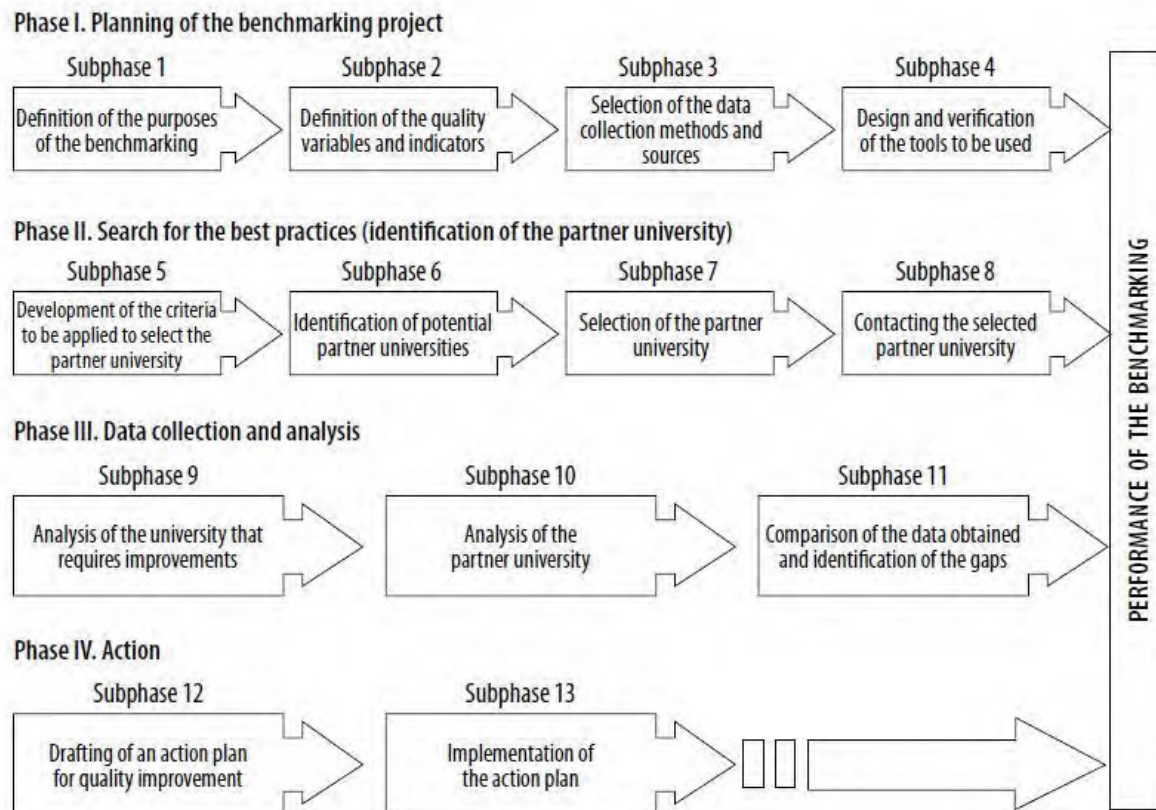 Phase I. Planning of the benchmarking project
Subphase 1
Subphase 2
Subphase 3
Subphase 4
Definition of the purposes
of the benchmarking
Definition of the quality
variables and indicators
Selection of the data
collection methods and
sources
Design and verification
of the tools to be used
Phase II. Search for the best practices (identification of the partner university)
Subphase 5
Subphase 6
Subphase 7
Subphase 8
Development of the criteria
to be applied to select the
partner university
Identification of potential
partner universities
Selection of the partner
university
Contacting the selected
partner university
Phase III. Data collection and analysis
Subphase 9
Subphase 10
Subphase 11
Analysis of the university that
requires improvements
Analysis of the
partner university
Comparison of the data obtained
and identification of the gaps
Phase IV. Action
Subphase 12
Subphase 13
Drafting of an action plan
for quality improvement
Implementation of
the action plan
PERFORMANCE OF THE BENCHMARKING